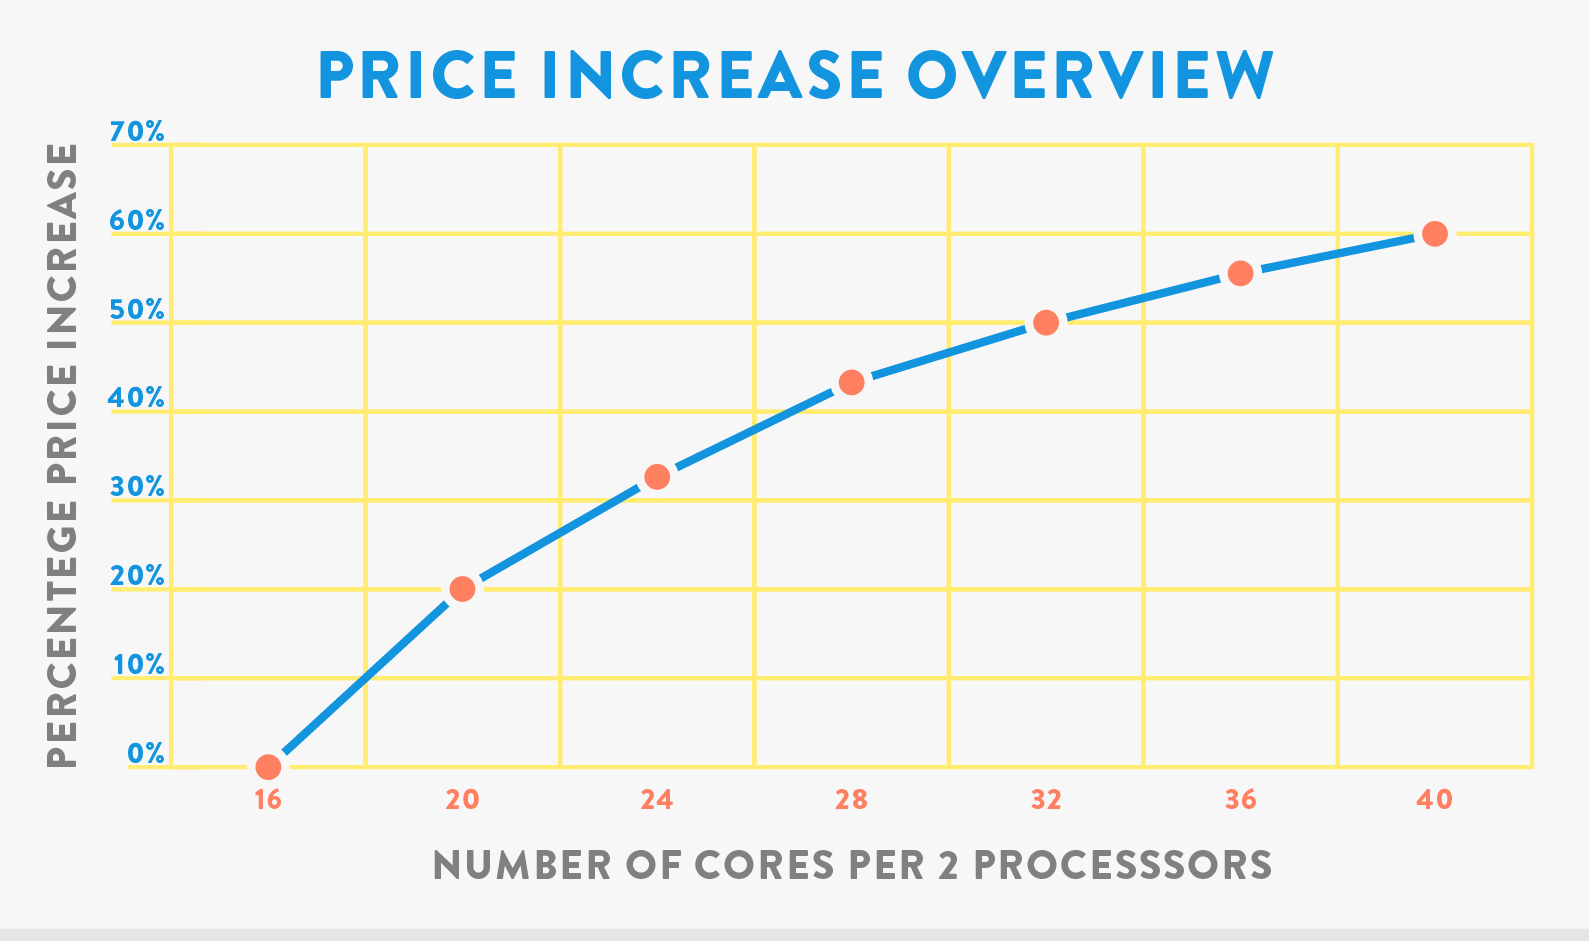 PRICE INCREASE OVERVIEW
PERCENTEGE PRICE INCREASE
70%
60%
50%
40%
30%
20%
10%
0%
16 20 24 28 32 36 40
NUMBER OF CORES PER 2 PROCESSSORS